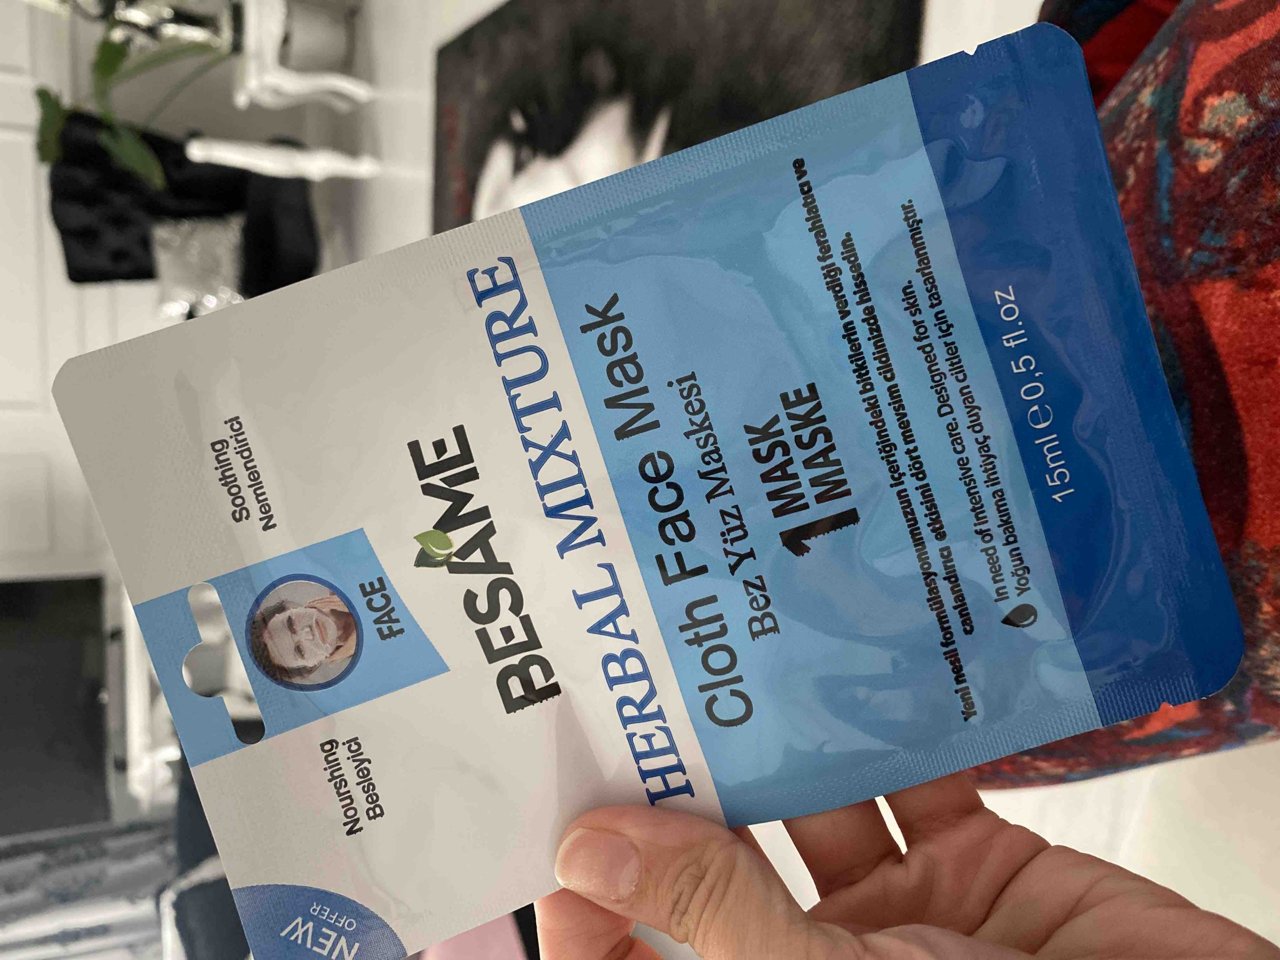 NEW
OFFER
Nourshing
Besleyici
FACE
Soothing
Nemlendirici
BESAME
HERBAL MIXTURE
Cloth Face Mask
Bez Yüz Maskesi
1 MASK
MASKE
Yeni nesil formülasyonumuzun içeriğindeki bitkilerin verdiği ferahlatıcı ve
canlandırıcı etkisini dört mevsim cildinizde hissedin.
In need of intensive care. Designed for skin.
Yoğun bakıma ihtiyaç duyan ciltler için tasarlanmıştır.
15ml ℮ 0,5 fl.oz